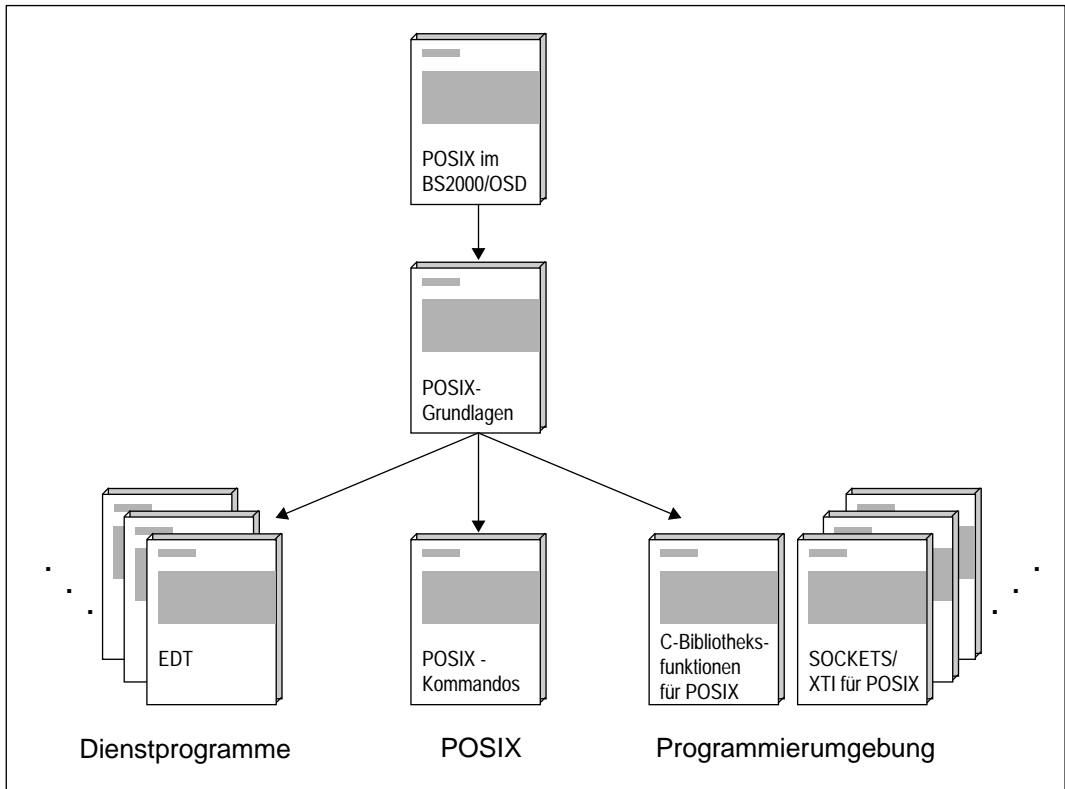 POSIX im
BS2000/OSD
POSIX-
Grundlagen
EDT
POSIX -
Kommandos
C-Bibliotheks-
funktionen
für POSIX
SOCKETS/
XTI für POSIX
Dienstprogramme
POSIX
Programmierumgebung